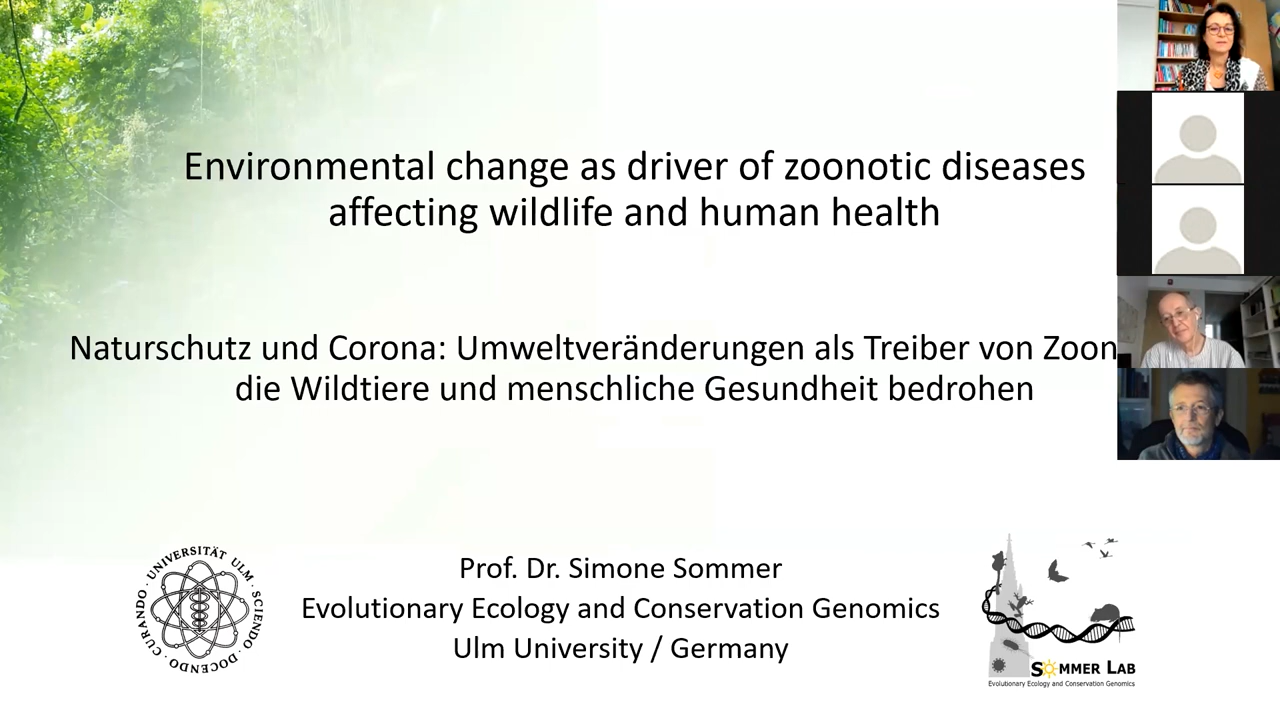 Environmental change as driver of zoonotic diseases
affecting wildlife and human health
Naturschutz und Corona: Umweltveränderungen als Treiber von Zoon
die Wildtiere und menschliche Gesundheit bedrohen
Prof. Dr. Simone Sommer
Evolutionary Ecology and Conservation Genomics
Ulm University / Germany
· UNIVERSITÄT ULM · SCIENDO · DOCENDO · CURANDO
SOMMER LAB
Evolutionary Ecology and Conservation Genomics